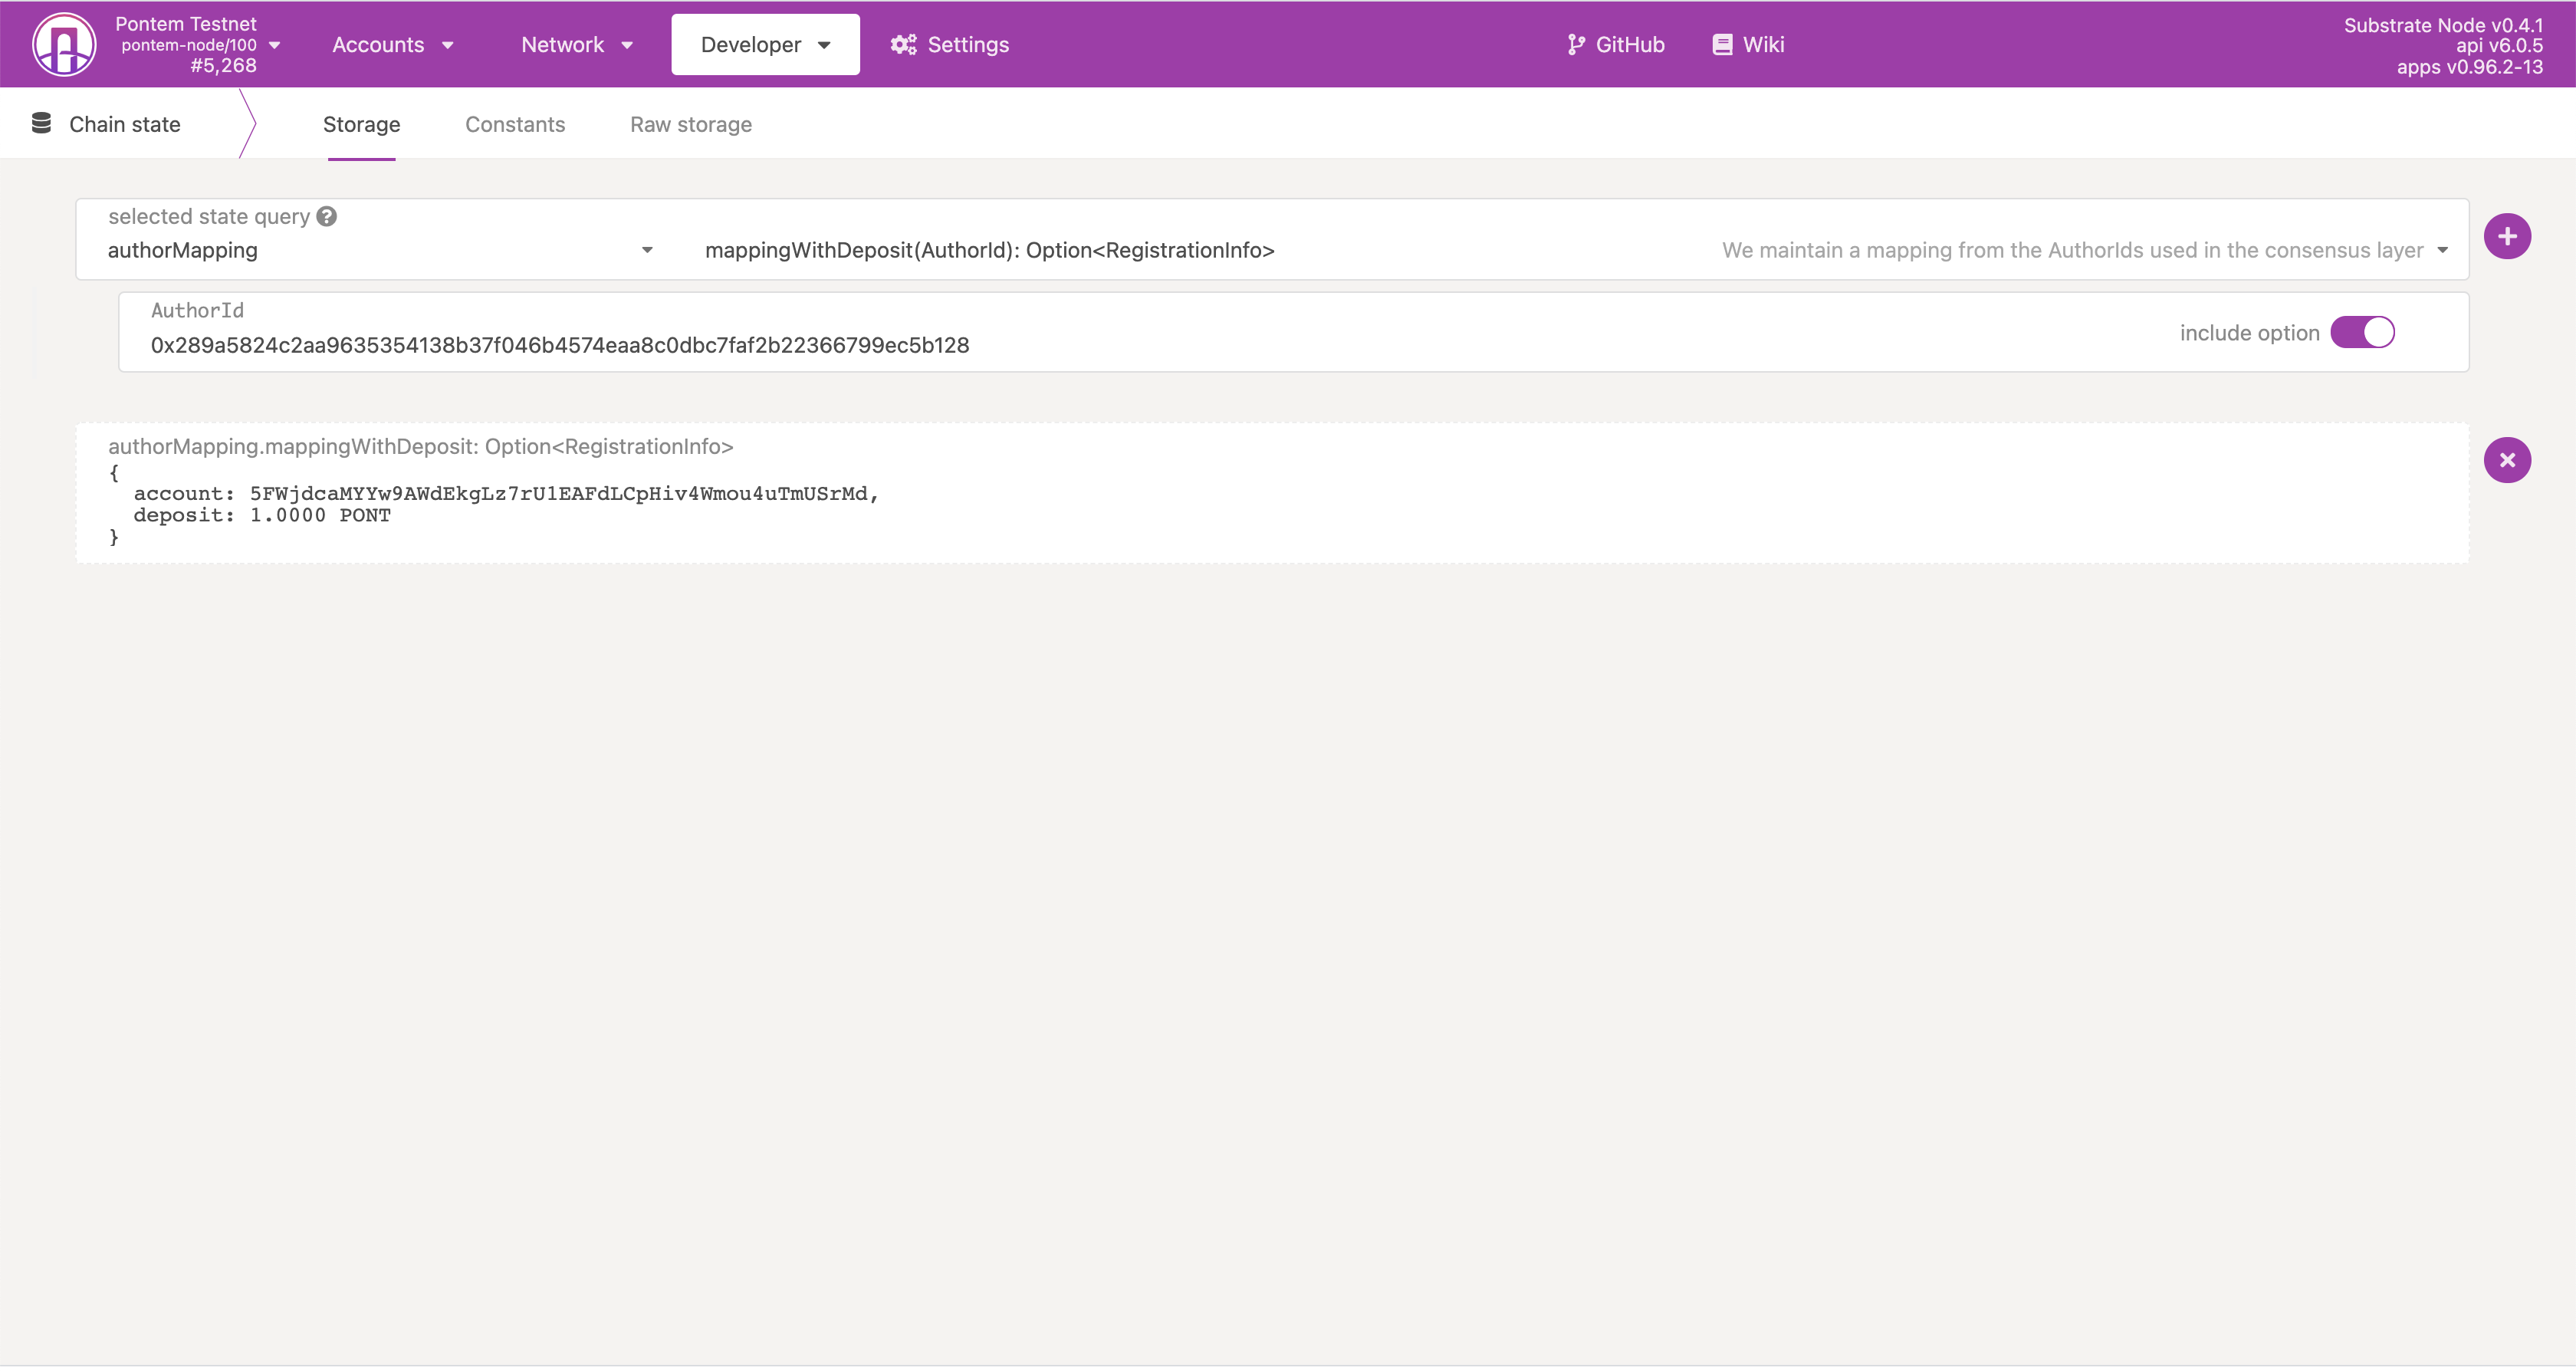 Pontem Testnet
pontem-node/100
#5,268
Accounts
Network
Developer
Settings
GitHub
Wiki
Substrate Node v0.4.1
api v6.0.5
apps v0.96.2-13
Chain state
Storage
Constants
Raw storage
selected state query
authorMapping
mappingWithDeposit(AuthorId): Option<RegistrationInfo>
We maintain a mapping from the AuthorIds used in the consensus layer
AuthorId
0x289a5824c2aa9635354138b37f046b4574eaa8c0dbc7faf2b22366799ec5b128
include option
authorMapping.mappingWithDeposit: Option<RegistrationInfo>
{
account: 5FWjdcaMYYw9AWdEkgLz7rU1EAFdLCpHiv4Wmou4uTmUSrMd,
deposit: 1.0000 PONT
}